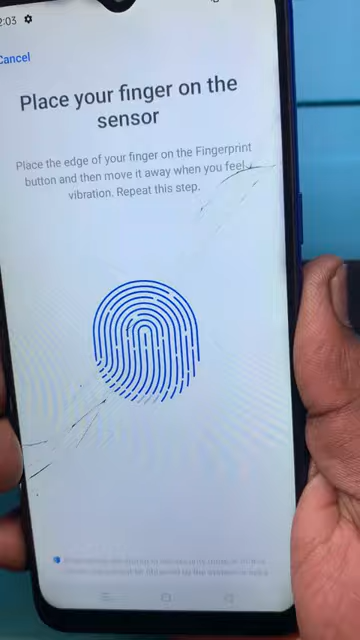 2:03
Cancel
Place your finger on the
sensor
Place the edge of your finger on the Fingerprint
button and then move it away when you feel
vibration. Repeat this step.